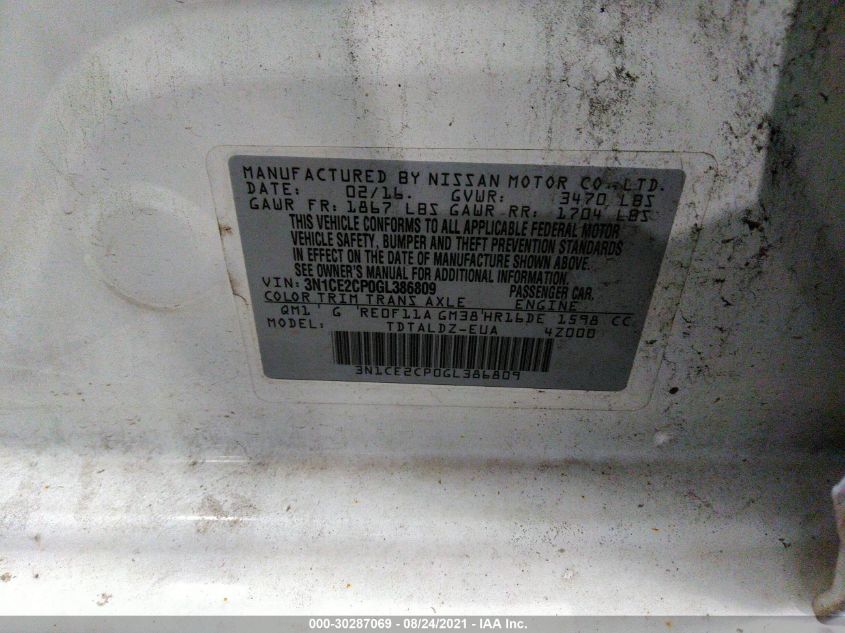 MANUFACTURED BY NISSAN MOTOR CO., LTD.
DATE: 02/16. GVWR: 3470 LBS
GAWR FR: 1867 LBS GAWR RR: 1704 LBS
THIS VEHICLE CONFORMS TO ALL APPLICABLE FEDERAL MOTOR
VEHICLE SAFETY, BUMPER AND THEFT PREVENTION STANDARDS
IN EFFECT ON THE DATE OF MANUFACTURE SHOWN ABOVE.
SEE OWNER'S MANUAL FOR ADDITIONAL INFORMATION.
VIN: 3N1CE2CP0GL386809 PASSENGER CAR.
COLOR TRIM TRANS AXLE ENGINE
QM1 ' G 'RE0F11A GM38'HR16DE 1598 CC
MODEL: TDTALDZ-EUA 4Z000
3N1CE2CP0GL386809
000-30287069 - 08/24/2021 - IAA Inc.